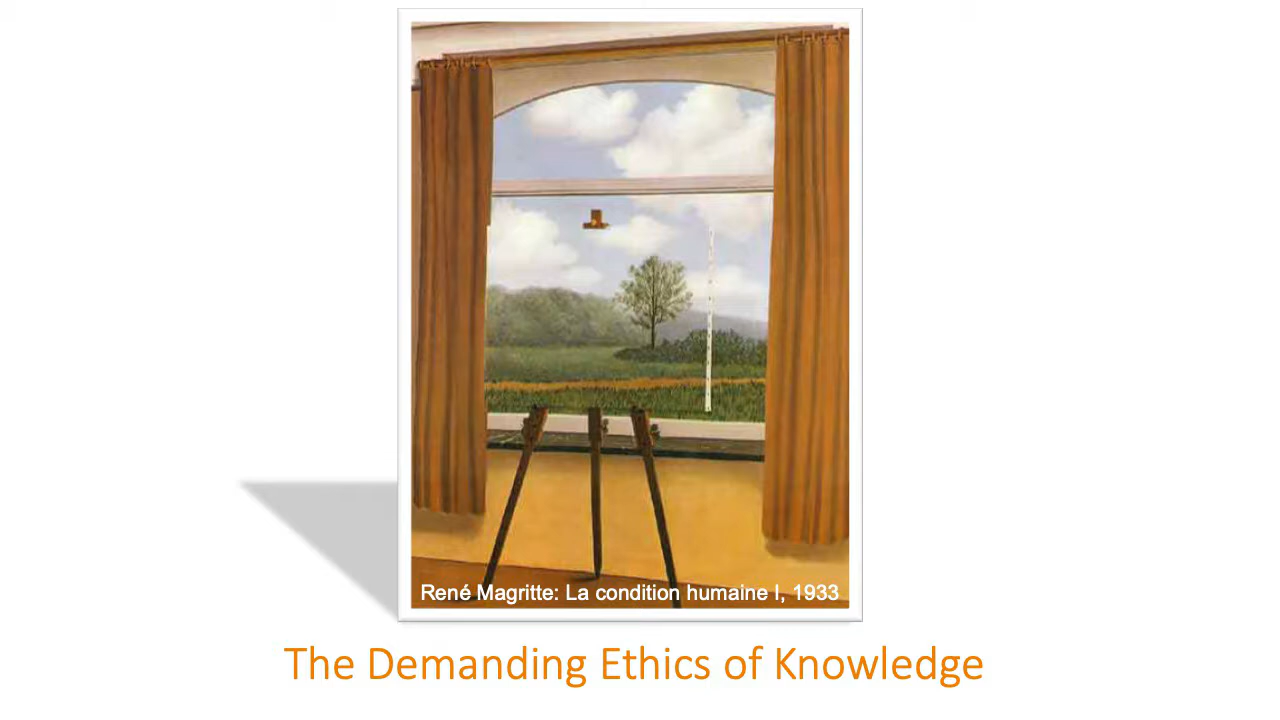 René Magritte: La condition humaine I, 1933
The Demanding Ethics of Knowledge